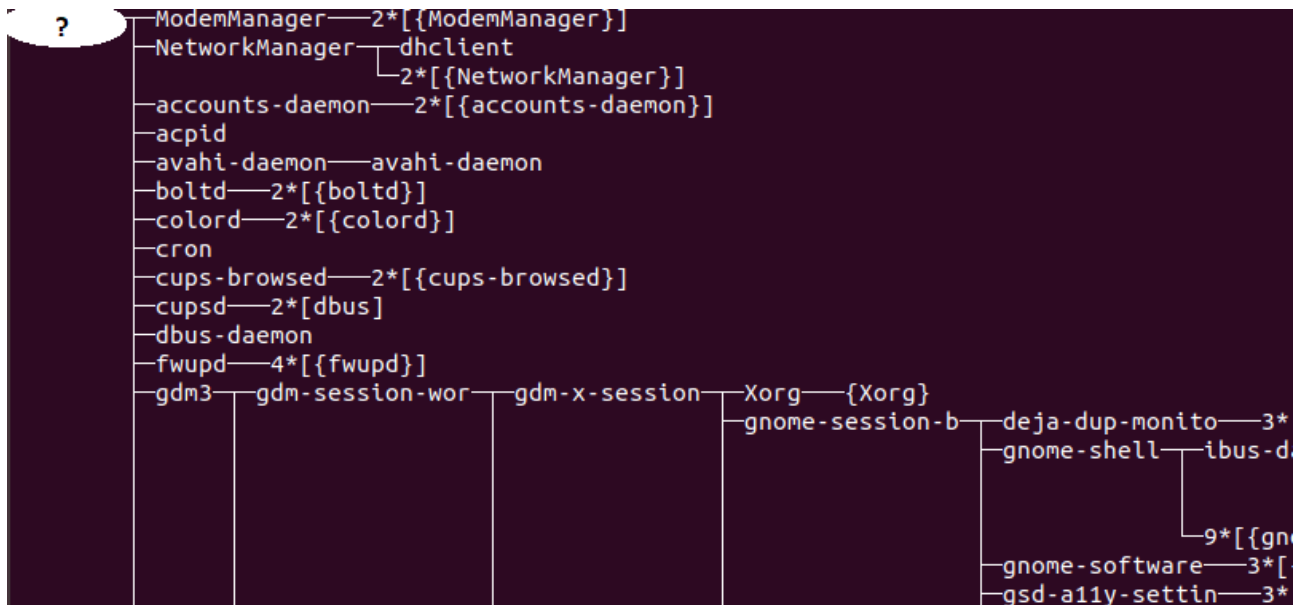 ?
ModemManager───2*[{ModemManager}]
NetworkManager─┬─dhclient
└─2*[{NetworkManager}]
accounts-daemon───2*[{accounts-daemon}]
acpid
avahi-daemon───avahi-daemon
boltd───2*[{boltd}]
colord───2*[{colord}]
cron
cups-browsed───2*[{cups-browsed}]
cupsd───2*[dbus]
dbus-daemon
fwupd───4*[{fwupd}]
gdm3─┬─gdm-session-wor─┬─gdm-x-session─┬─Xorg───{Xorg}
├─gnome-session-b─┬─deja-dup-monito───3*
├─gnome-shell─┬─ibus-da
└─9*[{gno
├─gnome-software───3*[
├─gsd-a11y-settin───3*